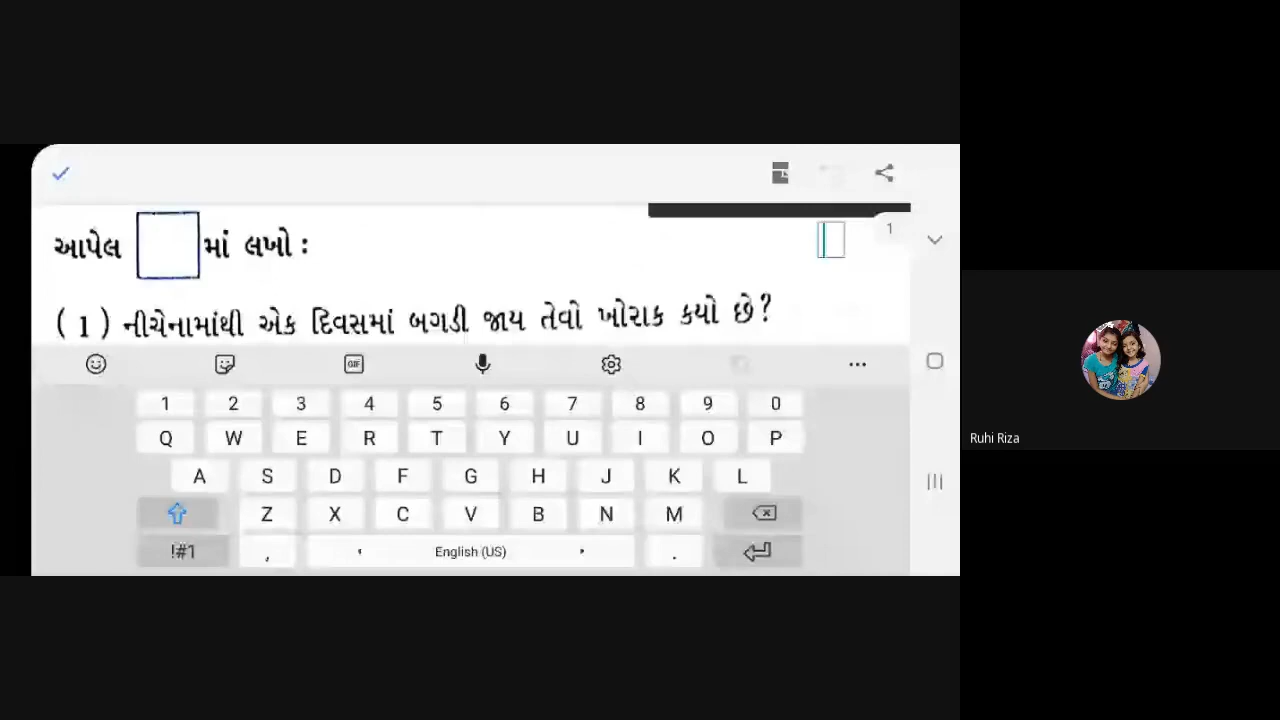 આપેલ માં લખો :
1
(1) નીચેનામાંથી એક દિવસમાં બગડી જાય તેવો ખોરાક કયો છે?
GIF
1 2 3 4 5 6 7 8 9 0
Q W E R T Y U I O P
A S D F G H J K L
Z X C V B N M
!#1 , English (US) .
Ruhi Riza